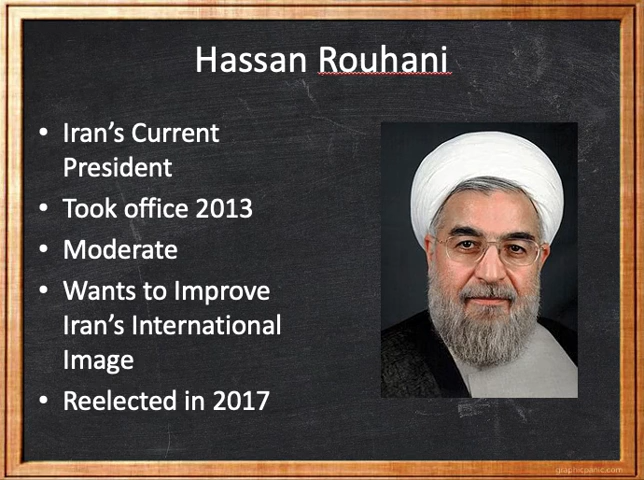 Hassan Rouhani
• Iran’s Current
President
• Took office 2013
• Moderate
• Wants to Improve
Iran’s International
Image
• Reelected in 2017
graphicpanic.com